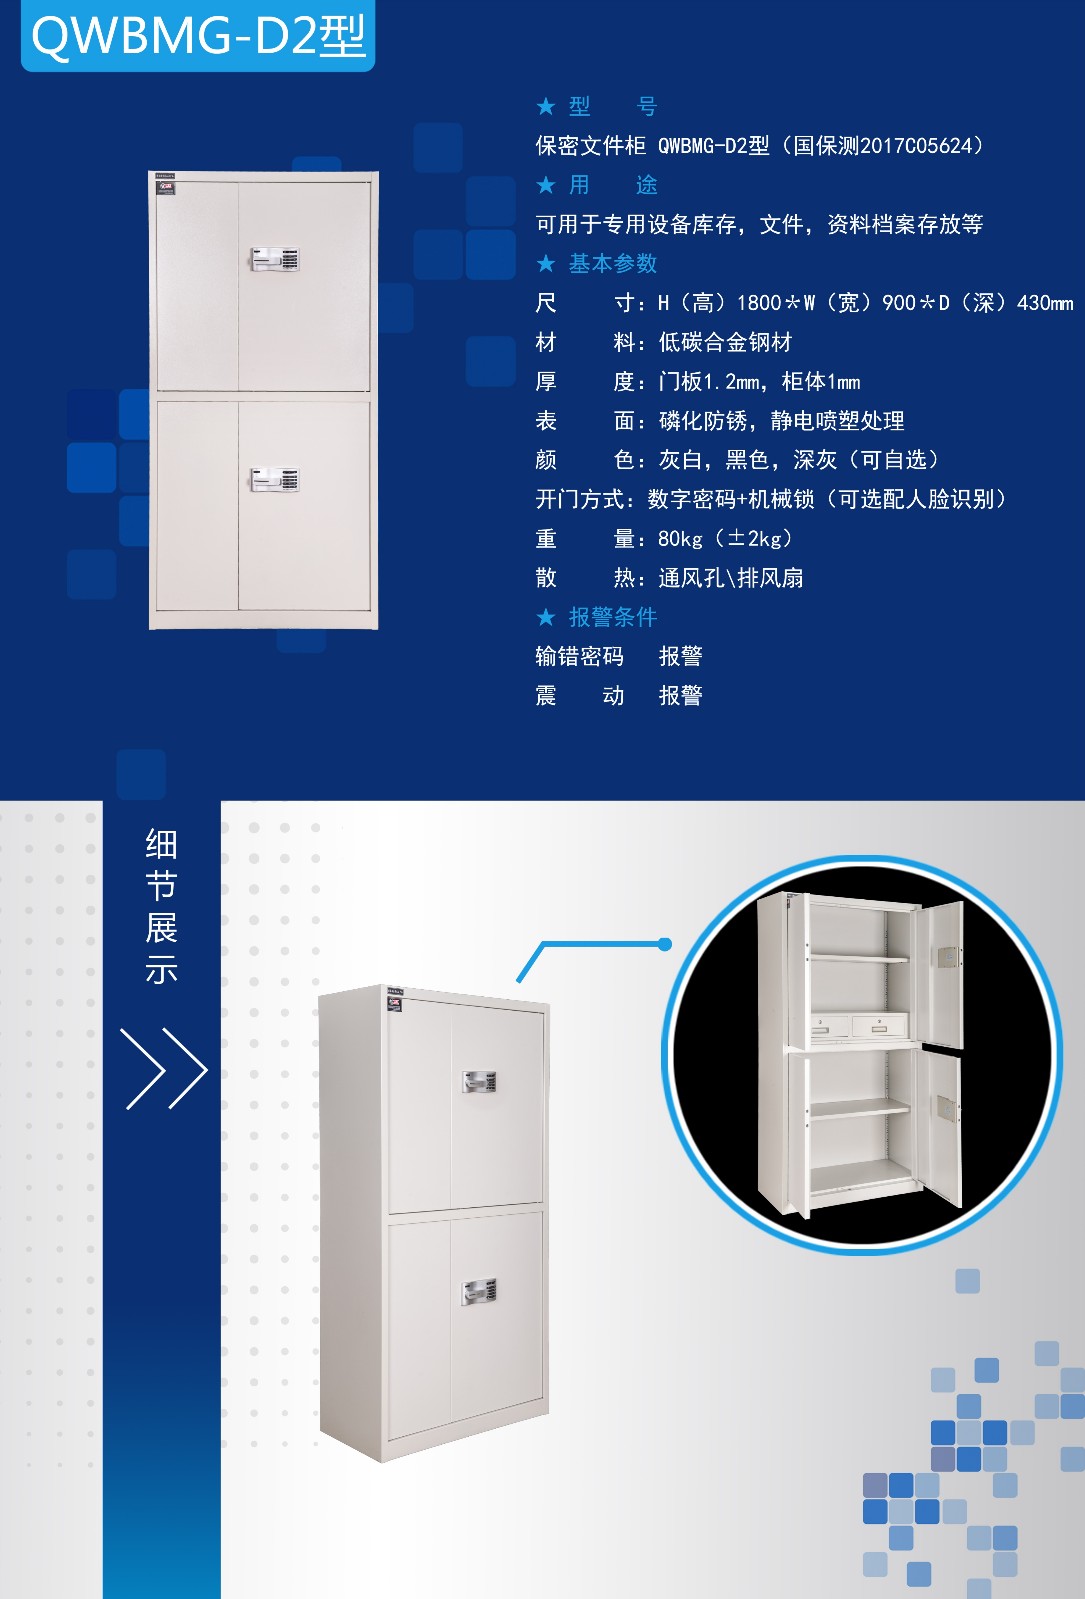 QWBMG-D2型
★ 型 号
保密文件柜 QWBMG-D2型（国保测2017C05624）
★ 用 途
可用于专用设备库存，文件，资料档案存放等
★ 基本参数
尺 寸：H（高）1800*W（宽）900*D（深）430mm
材 料：低碳合金钢材
厚 度：门板1.2mm，柜体1mm
表 面：磷化防锈，静电喷塑处理
颜 色：灰白，黑色，深灰（可自选）
开门方式：数字密码+机械锁（可选配人脸识别）
重 量：80kg（±2kg）
散 热：通风孔\排风扇
★ 报警条件
输错密码 报警
震 动 报警
细节展示